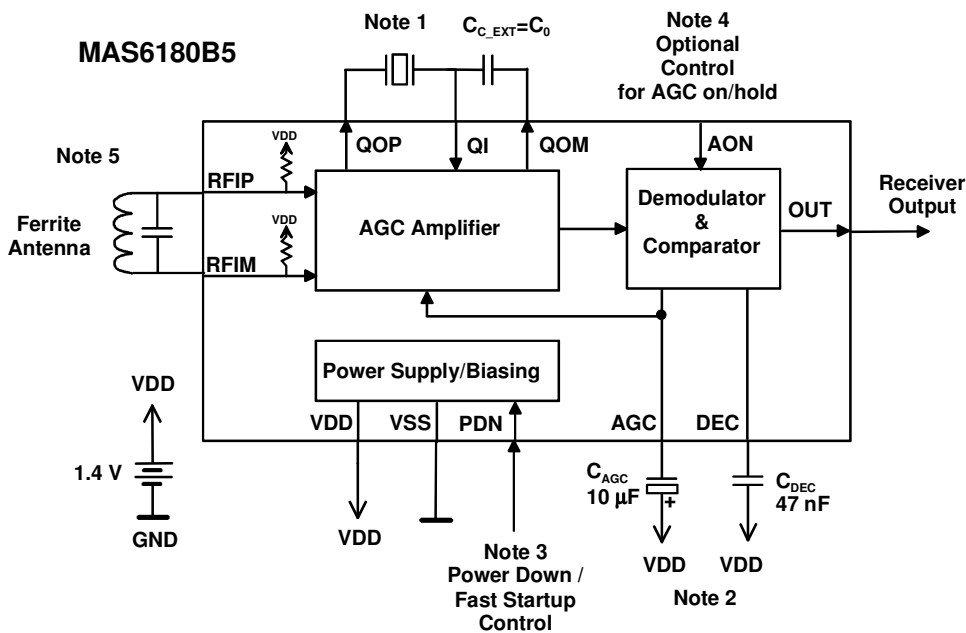 MAS6180B5
Note 1
C_C_EXT=C_0
Note 4
Optional
Control
for AGC on/hold
QOP
QI
QOM
AON
Note 5
VDD
RFIP
Ferrite
Antenna
VDD
RFIM
AGC Amplifier
Demodulator
&
Comparator
OUT
Receiver
Output
Power Supply/Biasing
VDD
VSS
PDN
AGC
DEC
VDD
1.4 V
GND
VDD
Note 3
Power Down /
Fast Startup
Control
C_AGC
10 µF
+
VDD
C_DEC
47 nF
VDD
Note 2